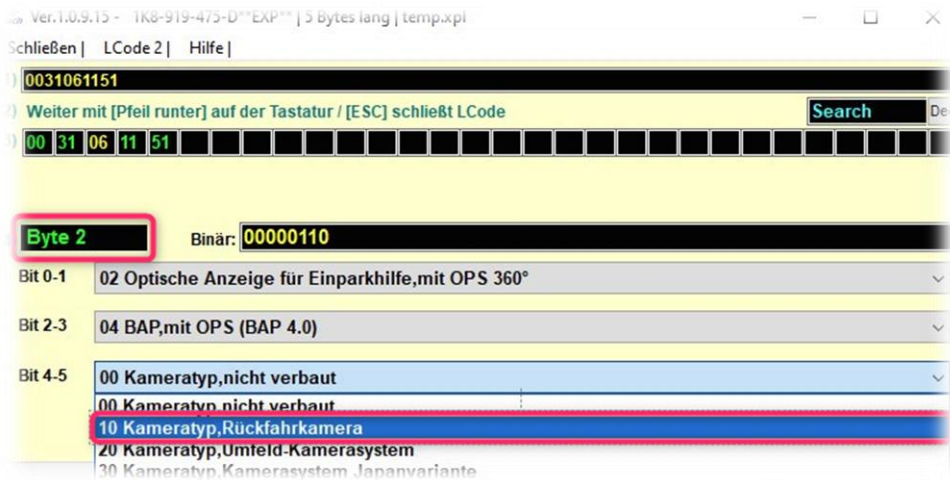 Ver.1.0.9.15 - 1K8-919-475-D**EXP** | 5 Bytes lang | temp.xpl
Schließen | LCode 2 | Hilfe |
0031061151
2) Weiter mit [Pfeil runter] auf der Tastatur / [ESC] schließt LCode Search
3) 00 31 06 11 51
Byte 2 Binär: 00000110
Bit 0-1 02 Optische Anzeige für Einparkhilfe,mit OPS 360°
Bit 2-3 04 BAP,mit OPS (BAP 4.0)
Bit 4-5 00 Kameratyp,nicht verbaut
00 Kameratyp,nicht verbaut
10 Kameratyp,Rückfahrkamera
20 Kameratyp,Umfeld-Kamerasystem
30 Kameratyp,Kamerasystem Japanvariante